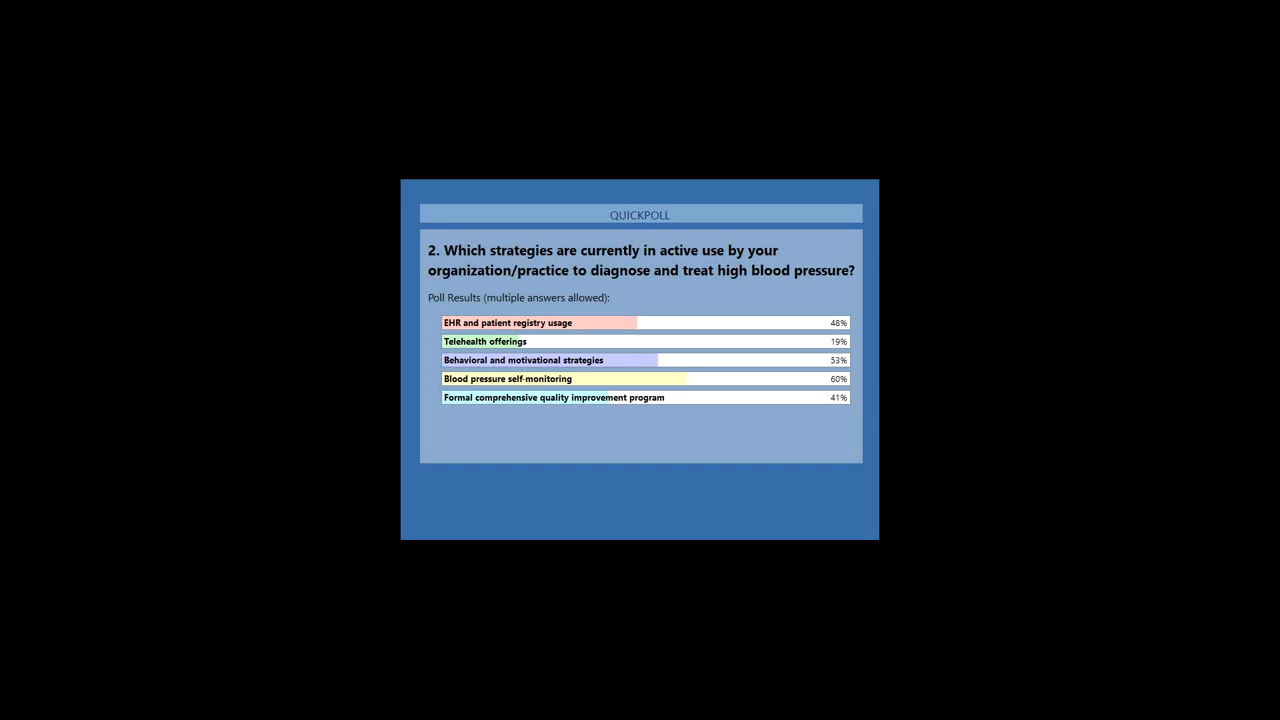 QUICKPOLL
2. Which strategies are currently in active use by your
organization/practice to diagnose and treat high blood pressure?
Poll Results (multiple answers allowed):
EHR and patient registry usage 48%
Telehealth offerings 19%
Behavioral and motivational strategies 53%
Blood pressure self-monitoring 60%
Formal comprehensive quality improvement program 41%